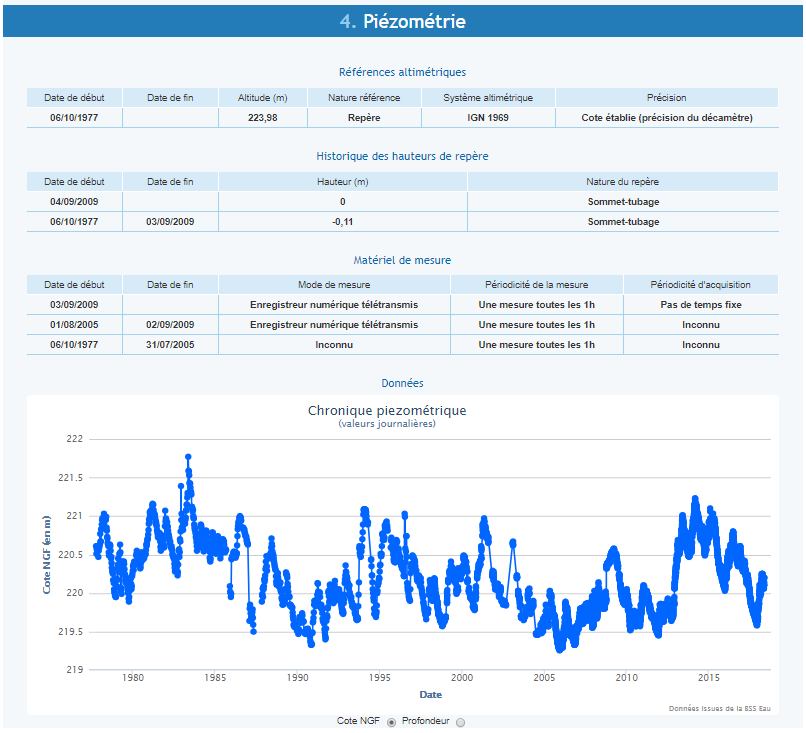 4. Piézométrie
Références altimétriques
Date de début Date de fin Altitude (m) Nature référence Système altimétrique Précision
06/10/1977 223,98 Repère IGN 1969 Cote établie (précision du décamètre)
Historique des hauteurs de repère
Date de début Date de fin Hauteur (m) Nature du repère
04/09/2009 0 Sommet-tubage
06/10/1977 03/09/2009 -0,11 Sommet-tubage
Matériel de mesure
Date de début Date de fin Mode de mesure Périodicité de la mesure Périodicité d'acquisition
03/09/2009 Enregistreur numérique télétransmis Une mesure toutes les 1h Pas de temps fixe
01/08/2005 02/09/2009 Enregistreur numérique télétransmis Une mesure toutes les 1h Inconnu
06/10/1977 31/07/2005 Inconnu Une mesure toutes les 1h Inconnu
Données
Chronique piezométrique
(valeurs journalières)
Cote NGF (en m)
222
221.5
221
220.5
220
219.5
219
1980 1985 1990 1995 2000 2005 2010 2015
Date
Données issues de la BSS Eau
Cote NGF Profondeur